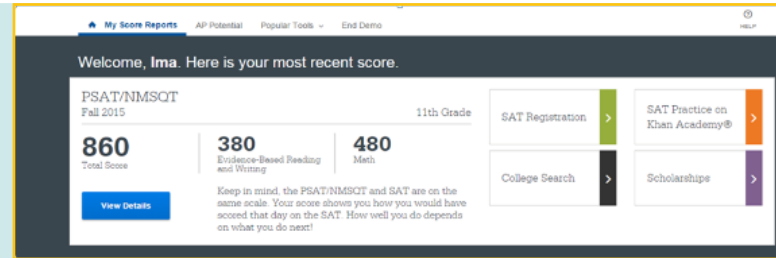 My Score Reports AP Potential Popular Tools End Demo HELP
Welcome, Ima. Here is your most recent score.
PSAT/NMSQT
Fall 2015 11th Grade
860
Total Score
380
Evidence-Based Reading
and Writing
480
Math
View Details
Keep in mind, the PSAT/NMSQT and SAT are on the
same scale. Your score shows you how you would have
scored that day on the SAT. How well you do depends
on what you do next!
SAT Registration
SAT Practice on
Khan Academy®
College Search
Scholarships